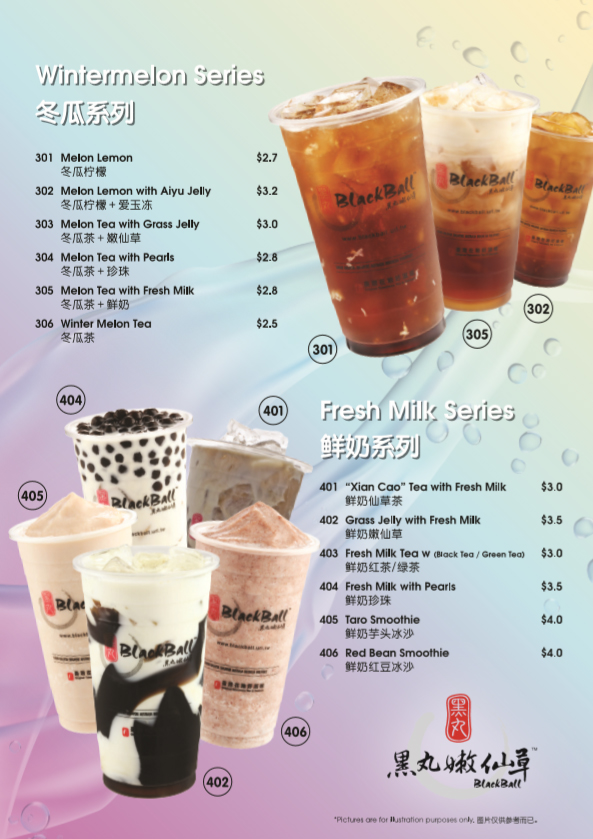 Wintermelon Series
冬瓜系列
301 Melon Lemon $2.7
冬瓜柠檬
302 Melon Lemon with Aiyu Jelly $3.2
冬瓜柠檬 + 爱玉冻
303 Melon Tea with Grass Jelly $3.0
冬瓜茶 + 嫩仙草
304 Melon Tea with Pearls $2.8
冬瓜茶 + 珍珠
305 Melon Tea with Fresh Milk $2.8
冬瓜茶 + 鲜奶
306 Winter Melon Tea $2.5
冬瓜茶
BlackBall
BlackBall
BlackBall
301
305
302
404
401
405
BlackBall
BlackBall
BlackBall
BlackBall
406
402
Fresh Milk Series
鲜奶系列
401 “Xian Cao” Tea with Fresh Milk $3.0
鲜奶仙草茶
402 Grass Jelly with Fresh Milk $3.5
鲜奶嫩仙草
403 Fresh Milk Tea w (Black Tea / Green Tea) $3.0
鲜奶红茶/绿茶
404 Fresh Milk with Pearls $3.5
鲜奶珍珠
405 Taro Smoothie $4.0
鲜奶芋头冰沙
406 Red Bean Smoothie $4.0
鲜奶红豆冰沙
黑丸
黑丸嫩仙草™
BlackBall
*Pictures are for illustration purposes only. 图片仅供参考而已。